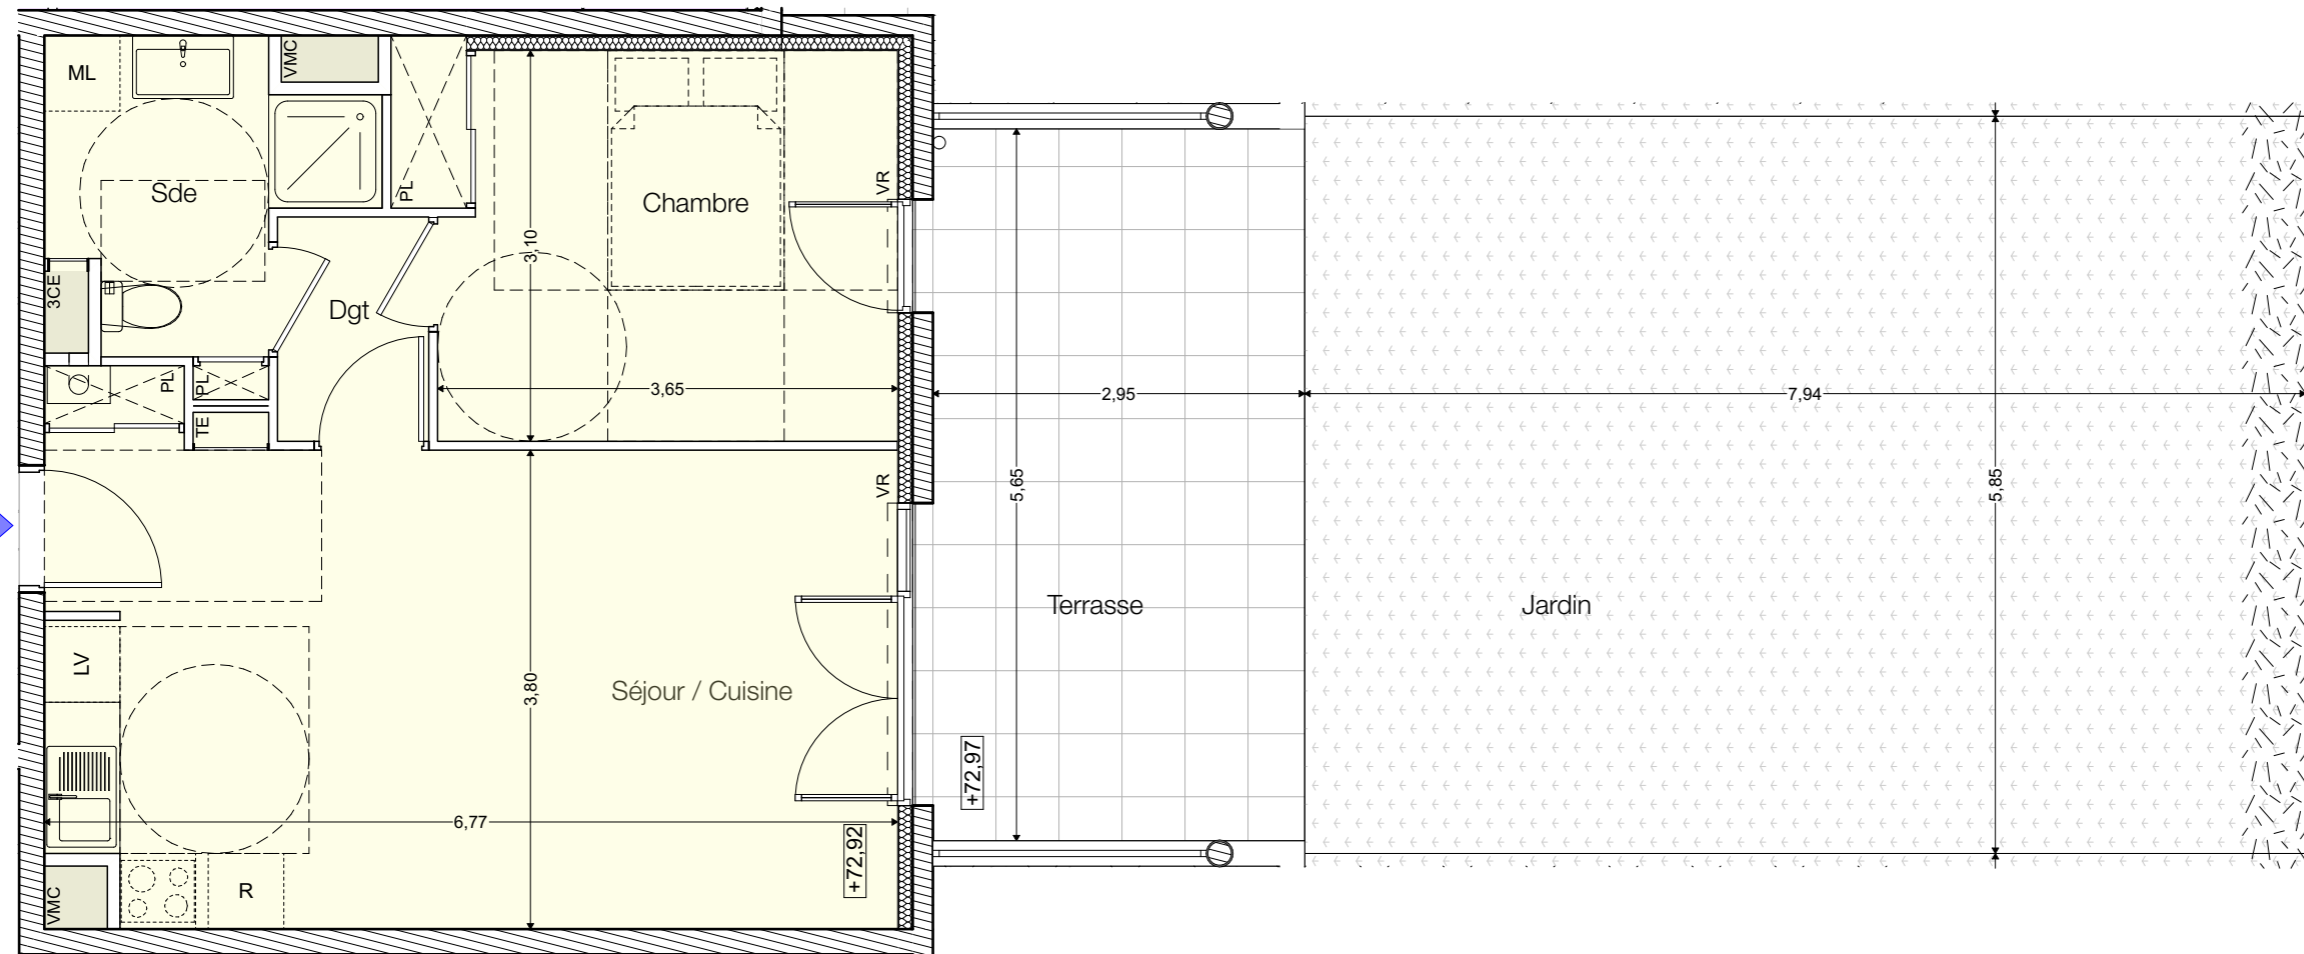 ML
VMC
PL
Sde
Chambre
VR
3,10
3CE
Dgt
PL
PL
TE
3,65
2,95
7,94
VR
5,65
5,85
Terrasse
Jardin
LV
3,80
Séjour / Cuisine
+72,97
6,77
+72,92
VMC
R